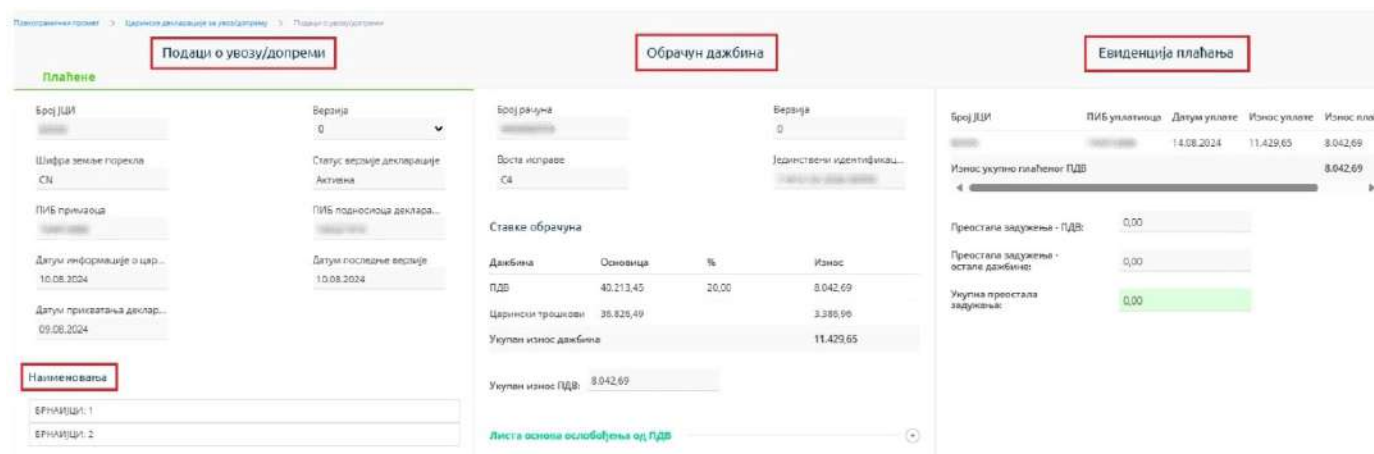 Прекогранични промет > Царинске декларације за увоз/допрему > Подаци о увозу/допреми
Подаци о увозу/допреми
Плаћене
Број ЈЦИ
Верзија
0
Шифра земље порекла
CN
Статус верзије декларације
Активна
ПИБ примаоца
ПИБ подносиоца деклара...
Датум информације о цар...
10.08.2024
Датум последње верзије
10.08.2024
Датум прихватања деклар...
09.08.2024
Наименовања
БРНАИЈЦИ: 1
БРНАИЈЦИ: 2
Обрачун дажбина
Број рачуна
Верзија
0
Врста исправе
C4
Јединствени идентификац...
Ставке обрачуна
Дажбина Основица % Износ
ПДВ 40.213,45 20,00 8.042,69
Царински трошкови 36.826,49 3.386,96
Укупан износ дажбина 11.429,65
Укупан износ ПДВ: 8.042,69
Листа основа ослобођења од ПДВ
Евиденција плаћања
Број ЈЦИ ПИБ уплатиоца Датум уплате Износ уплате Износ пла
14.08.2024 11.429,65 8.042,69
Износ укупно плаћеног ПДВ 8.042,69
Преостала задужења - ПДВ: 0,00
Преостала задужења -
остале дажбине: 0,00
Укупна преостала
задужења: 0,00